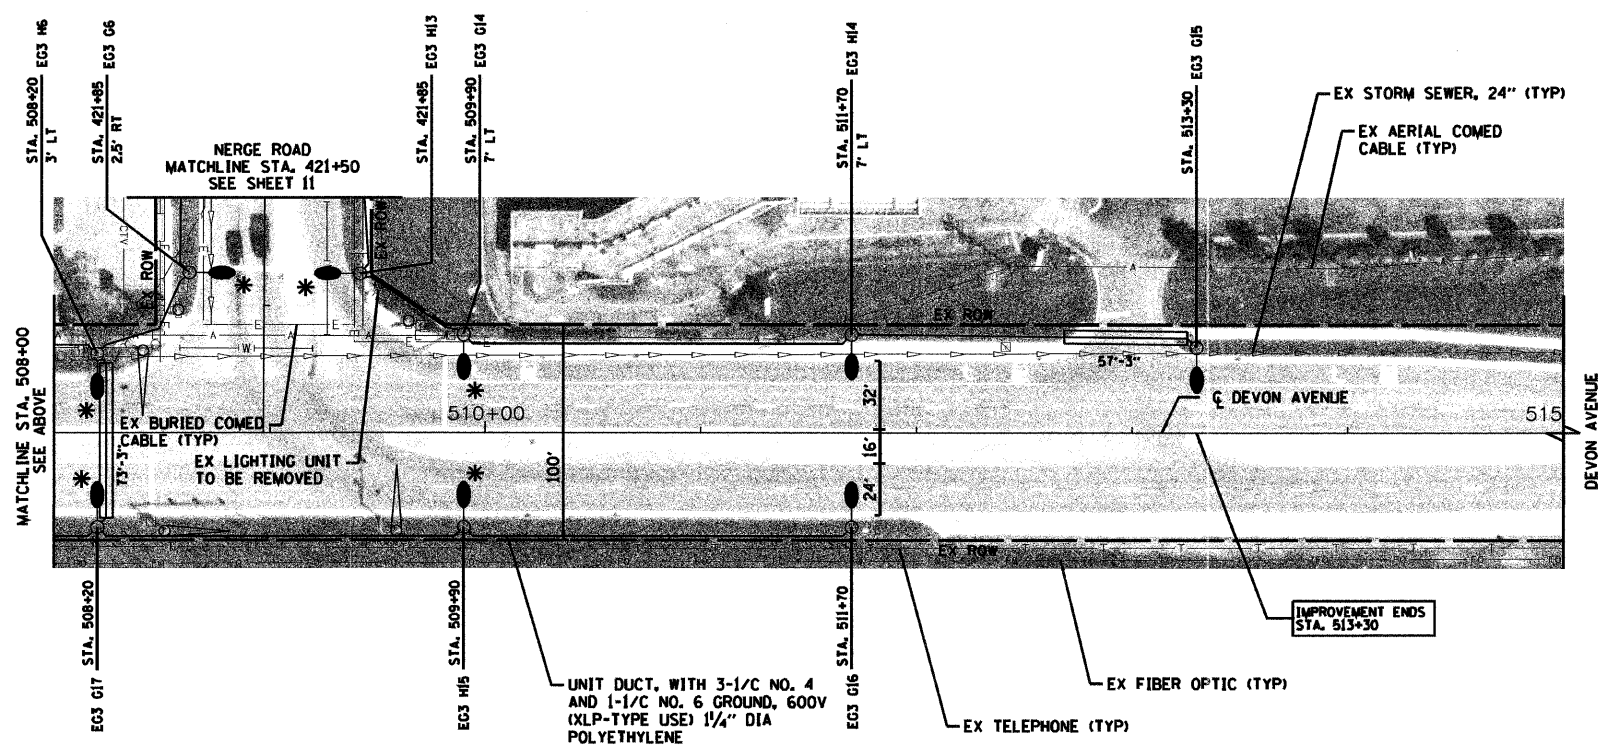 STA. 508+20 EG3 H6
3' LT
STA. 421+85 EG3 G6
2.5' RT
STA. 421+85 EG3 H13
STA. 509+90 EG3 G14
7' LT
STA. 511+70 EG3 H14
7' LT
STA. 513+30 EG3 G15
EX STORM SEWER, 24" (TYP)
EX AERIAL COMED
CABLE (TYP)
NERGE ROAD
MATCHLINE STA. 421+50
SEE SHEET 11
CTV
EX ROW
EX ROW
EX ROW
A
E
A
E
A
W
57'-3"
MATCHLINE STA. 508+00
SEE ABOVE
73'-3"
EX BURIED COMED
CABLE (TYP)
EX LIGHTING UNIT
TO BE REMOVED
510+00
100'
32'
16'
24'
℄ DEVON AVENUE
515
DEVON AVENUE
EX ROW
T
IMPROVEMENT ENDS
STA. 513+30
EG3 G17 STA. 508+20
EG3 H15 STA. 509+90
EG3 G16 STA. 511+70
UNIT DUCT, WITH 3-1/C NO. 4
AND 1-1/C NO. 6 GROUND, 600V
(XLP-TYPE USE) 1¼" DIA
POLYETHYLENE
EX FIBER OPTIC (TYP)
EX TELEPHONE (TYP)